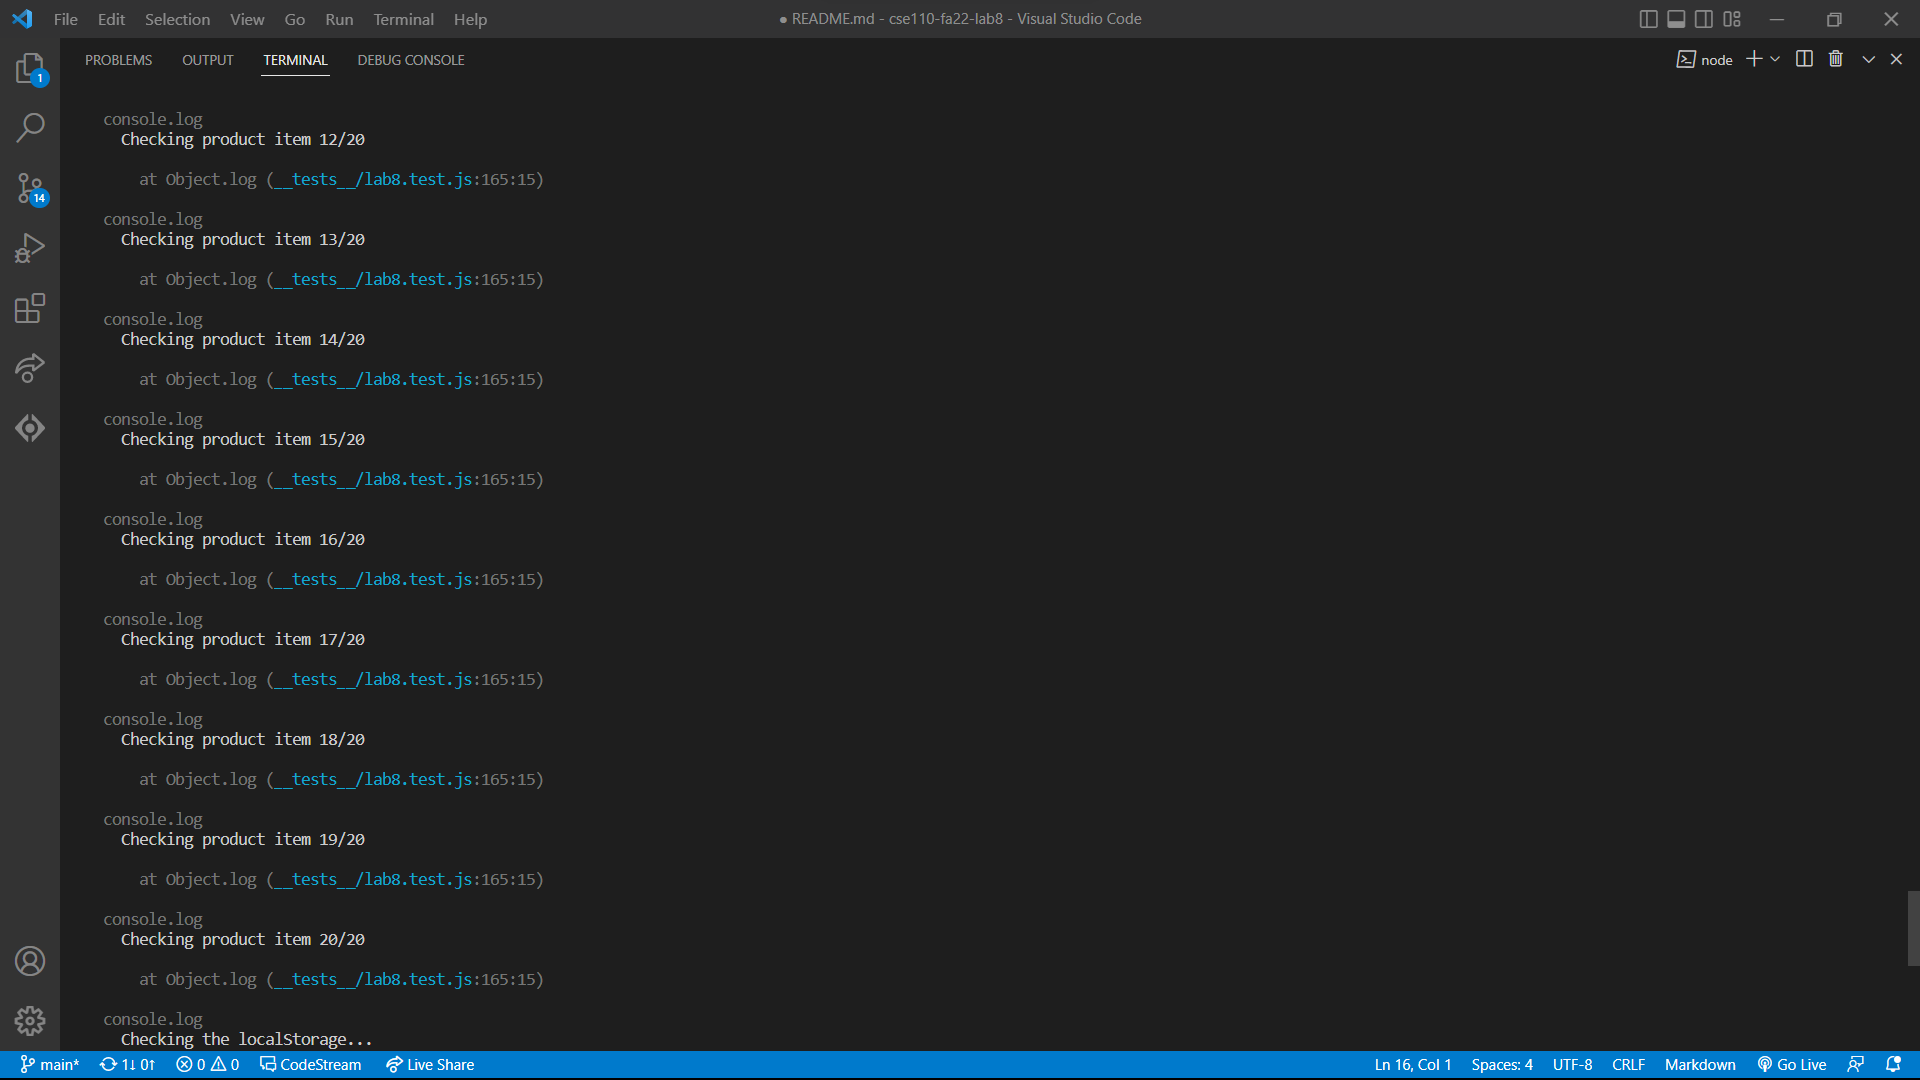 File Edit Selection View Go Run Terminal Help
● README.md - cse110-fa22-lab8 - Visual Studio Code
PROBLEMS OUTPUT TERMINAL DEBUG CONSOLE
node
1
14
console.log
Checking product item 12/20
at Object.log (__tests__/lab8.test.js:165:15)
console.log
Checking product item 13/20
at Object.log (__tests__/lab8.test.js:165:15)
console.log
Checking product item 14/20
at Object.log (__tests__/lab8.test.js:165:15)
console.log
Checking product item 15/20
at Object.log (__tests__/lab8.test.js:165:15)
console.log
Checking product item 16/20
at Object.log (__tests__/lab8.test.js:165:15)
console.log
Checking product item 17/20
at Object.log (__tests__/lab8.test.js:165:15)
console.log
Checking product item 18/20
at Object.log (__tests__/lab8.test.js:165:15)
console.log
Checking product item 19/20
at Object.log (__tests__/lab8.test.js:165:15)
console.log
Checking product item 20/20
at Object.log (__tests__/lab8.test.js:165:15)
console.log
Checking the localStorage...
main* 1↓ 0↑ 0 0 CodeStream Live Share Ln 16, Col 1 Spaces: 4 UTF-8 CRLF Markdown Go Live